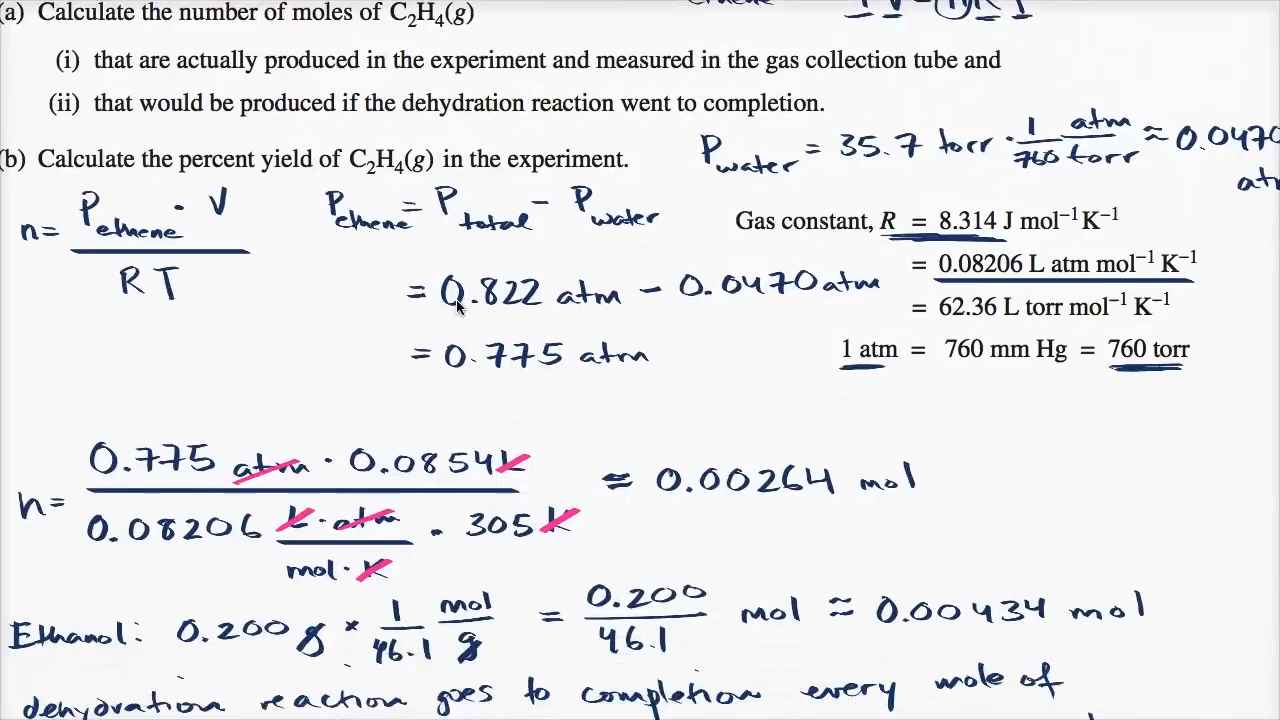 (a) Calculate the number of moles of C₂H₄(g)
(i) that are actually produced in the experiment and measured in the gas collection tube and
(ii) that would be produced if the dehydration reaction went to completion.
P water = 35.7 torr · 1/760 atm/torr ≈ 0.0470 atm
(b) Calculate the percent yield of C₂H₄(g) in the experiment.
n = P ethene · V / RT
P ethene = P total - P water
= 0.822 atm - 0.0470 atm
= 0.775 atm
Gas constant, R = 8.314 J mol⁻¹ K⁻¹
= 0.08206 L atm mol⁻¹ K⁻¹
= 62.36 L torr mol⁻¹ K⁻¹
1 atm = 760 mm Hg = 760 torr
n = 0.775 atm · 0.0854 L / 0.08206 L·atm/mol·K · 305 K ≈ 0.00264 mol
Ethanol: 0.200 g × 1/46.1 mol/g = 0.200/46.1 mol ≈ 0.00434 mol
dehydration reaction goes to completion every mole of